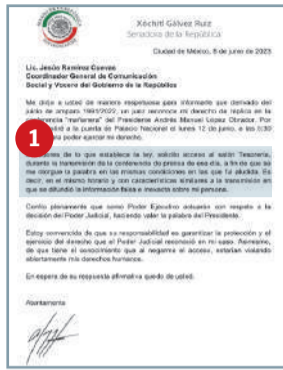 Xóchitl Gálvez Ruiz
Senadora de la República
Ciudad de México, 8 de junio de 2023
Lic. Jesús Ramírez Cuevas
Coordinador General de Comunicación
Social y Vocero del Gobierno de la República
Me dirijo a usted de manera respetuosa para informarle que derivado del
juicio de amparo 1991/2022, un juez reconoce mi derecho de réplica en la
conferencia "mañanera" del Presidente Andrés Manuel López Obrador. Por
a la puerta de Palacio Nacional el lunes 12 de junio, a las 5:30
para poder ejercer mi derecho.
1
de lo que establece la ley, solicito acceso al salón Tesorería,
durante la transmisión de la conferencia de prensa de ese día, a fin de que se
me otorgue la palabra en las mismas condiciones en las que fui aludida. Es
decir, en el mismo horario y con características similares a la transmisión en
que se difundió la información falsa e inexacta sobre mi persona.
Confío plenamente que como Poder Ejecutivo actuarán con respeto a la
decisión del Poder Judicial, haciendo valer la palabra del Presidente.
Estoy convencida de que su responsabilidad es garantizar la protección y el
ejercicio del derecho que el Poder Judicial reconoció en mi caso. Asimismo,
de que tiene el conocimiento que al negarme el acceso, estarían violando
abiertamente mis derechos humanos.
En espera de su respuesta afirmativa quedo de usted.
Atentamente